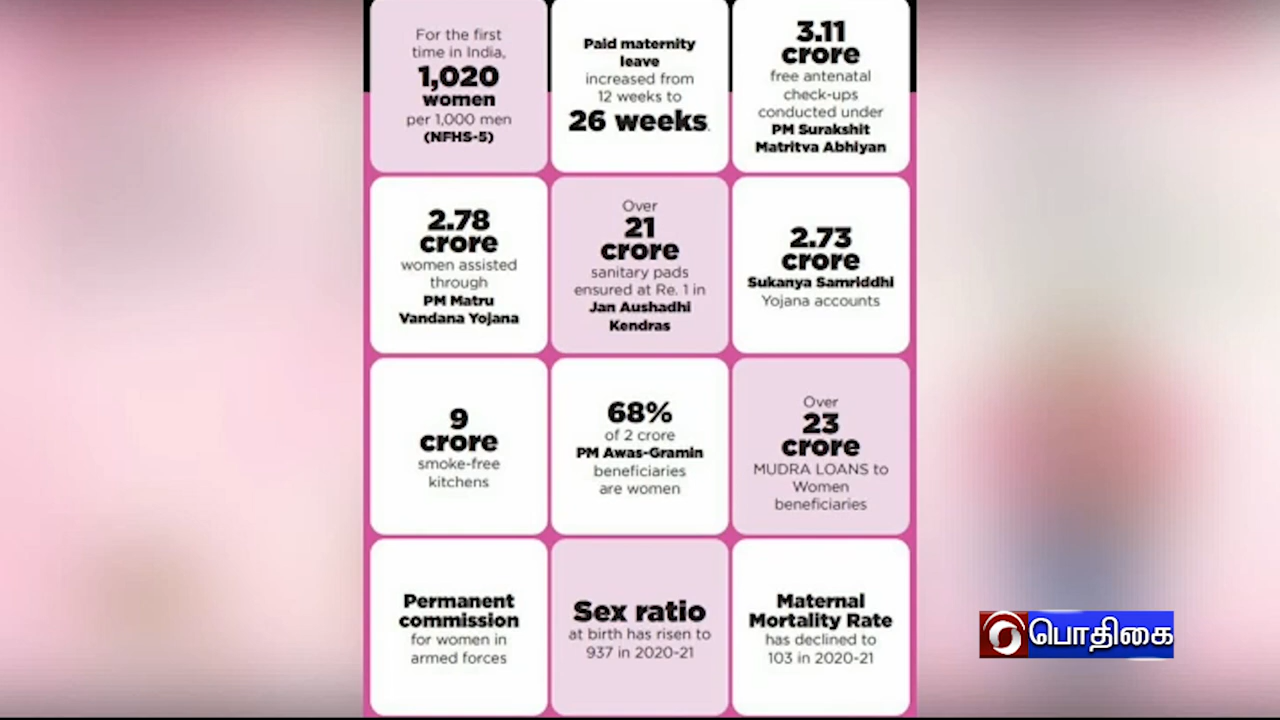 For the first
time in India,
1,020
women
per 1,000 men
(NFHS-5)
Paid maternity
leave
increased from
12 weeks to
26 weeks.
3.11
crore
free antenatal
check-ups
conducted under
PM Surakshit
Matritva Abhiyan
2.78
crore
women assisted
through
PM Matru
Vandana Yojana
Over
21
crore
sanitary pads
ensured at Re. 1 in
Jan Aushadhi
Kendras
2.73
crore
Sukanya Samriddhi
Yojana accounts
9
crore
smoke-free
kitchens
68%
of 2 crore
PM Awas-Gramin
beneficiaries
are women
Over
23
crore
MUDRA LOANS to
Women
beneficiaries
Permanent
commission
for women in
armed forces
Sex ratio
at birth has risen to
937 in 2020-21
Maternal
Mortality Rate
has declined to
103 in 2020-21
பொதிகை